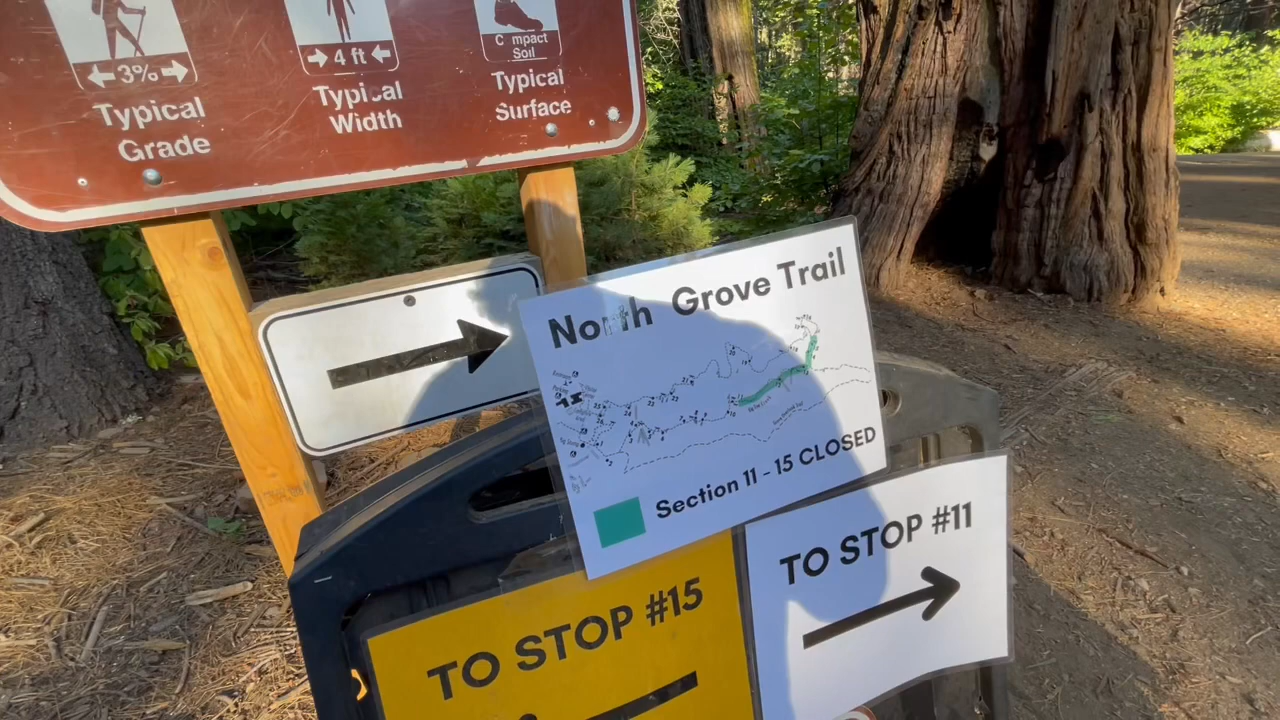 3%
Typical
Grade
4 ft
Typical
Width
C mpact
Soil
Typical
Surface
North Grove Trail
Section 11 - 15 CLOSED
TO STOP #15
TO STOP #11